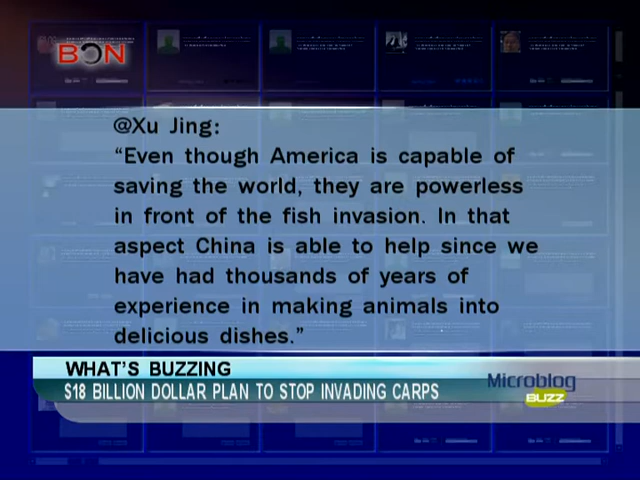 BON
@Xu Jing:
“Even though America is capable of
saving the world, they are powerless
in front of the fish invasion. In that
aspect China is able to help since we
have had thousands of years of
experience in making animals into
delicious dishes.”
WHAT'S BUZZING
$18 BILLION DOLLAR PLAN TO STOP INVADING CARPS
Microblog
BUZZ